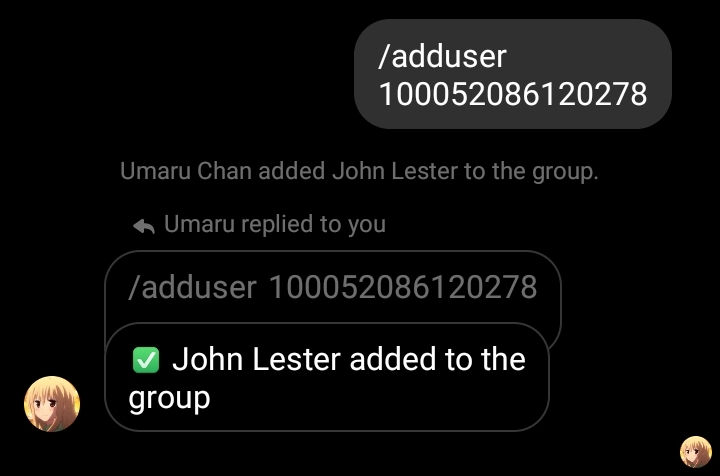 /adduser
100052086120278
Umaru Chan added John Lester to the group.
Umaru replied to you
/adduser 100052086120278
✅ John Lester added to the
group